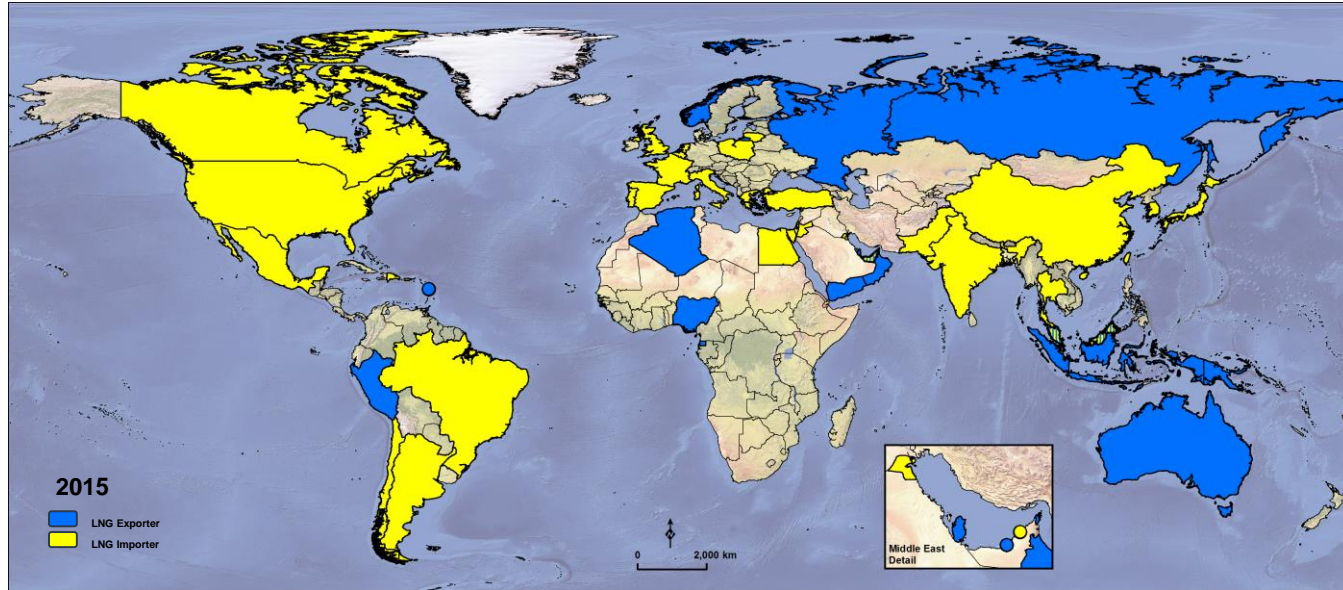 2015
LNG Exporter
LNG Importer
N
0 2,000 km
Middle East
Detail